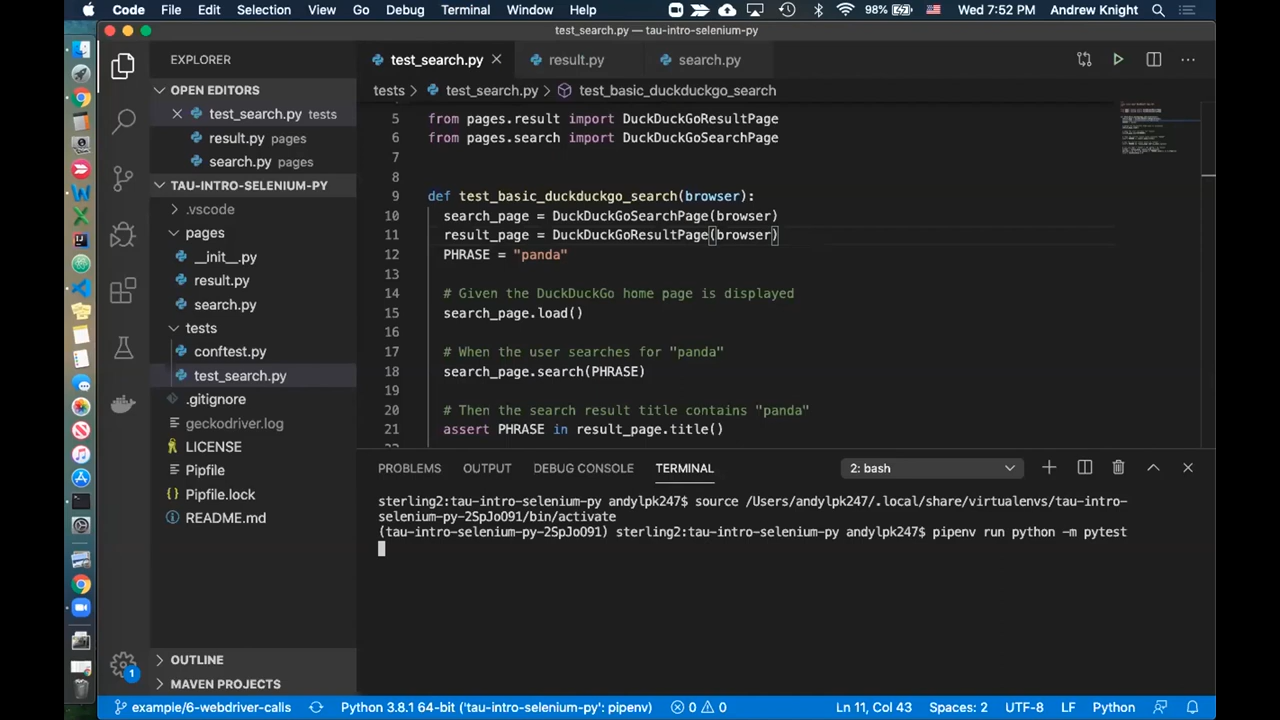 Code File Edit Selection View Go Debug Terminal Window Help 98% Wed 7:52 PM Andrew Knight
test_search.py — tau-intro-selenium-py
EXPLORER
test_search.py
result.py
search.py
OPEN EDITORS
tests > test_search.py > test_basic_duckduckgo_search
test_search.py tests
result.py pages
search.py pages
TAU-INTRO-SELENIUM-PY
.vscode
pages
__init__.py
result.py
search.py
tests
conftest.py
test_search.py
.gitignore
geckodriver.log
LICENSE
Pipfile
Pipfile.lock
README.md
OUTLINE
MAVEN PROJECTS
5 from pages.result import DuckDuckGoResultPage
6 from pages.search import DuckDuckGoSearchPage
7
8
9 def test_basic_duckduckgo_search(browser):
10 search_page = DuckDuckGoSearchPage(browser)
11 result_page = DuckDuckGoResultPage(browser)
12 PHRASE = "panda"
13
14 # Given the DuckDuckGo home page is displayed
15 search_page.load()
16
17 # When the user searches for "panda"
18 search_page.search(PHRASE)
19
20 # Then the search result title contains "panda"
21 assert PHRASE in result_page.title()
PROBLEMS OUTPUT DEBUG CONSOLE TERMINAL 2: bash
sterling2:tau-intro-selenium-py andylpk247$ source /Users/andylpk247/.local/share/virtualenvs/tau-intro-
selenium-py-2SpJoO91/bin/activate
(tau-intro-selenium-py-2SpJoO91) sterling2:tau-intro-selenium-py andylpk247$ pipenv run python -m pytest
1
example/6-webdriver-calls Python 3.8.1 64-bit ('tau-intro-selenium-py': pipenv) 0 0 Ln 11, Col 43 Spaces: 2 UTF-8 LF Python